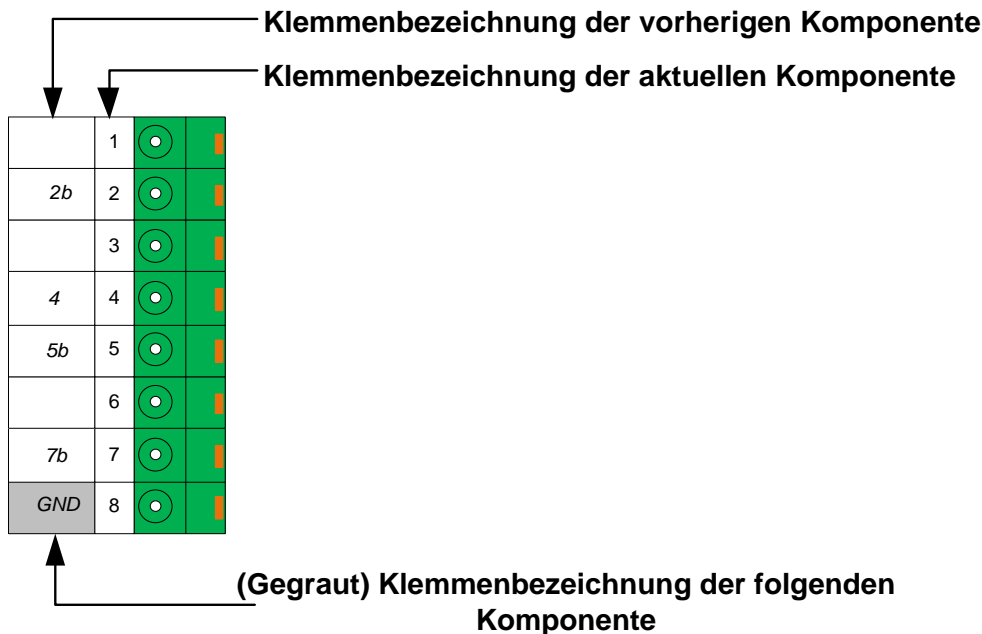 Klemmenbezeichnung der vorherigen Komponente
Klemmenbezeichnung der aktuellen Komponente
1
2b 2
3
4 4
5b 5
6
7b 7
GND 8
(Gegraut) Klemmenbezeichnung der folgenden
Komponente